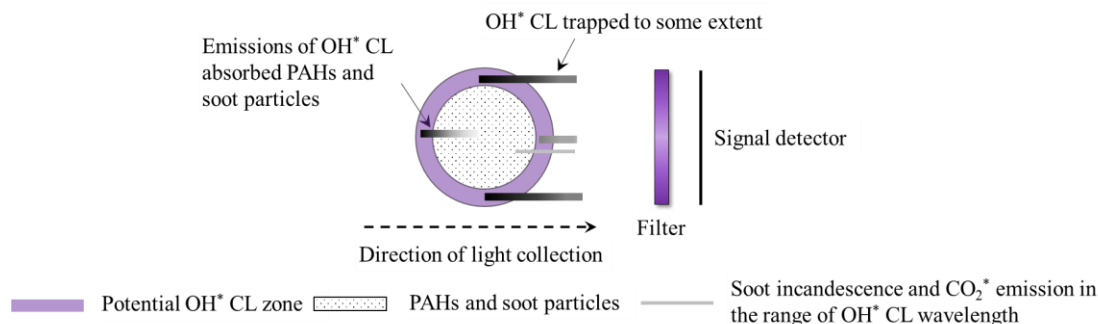 OH* CL trapped to some extent
Emissions of OH* CL
absorbed PAHs and
soot particles
Signal detector
Filter
Direction of light collection
Potential OH* CL zone
PAHs and soot particles
Soot incandescence and CO₂* emission in
the range of OH* CL wavelength